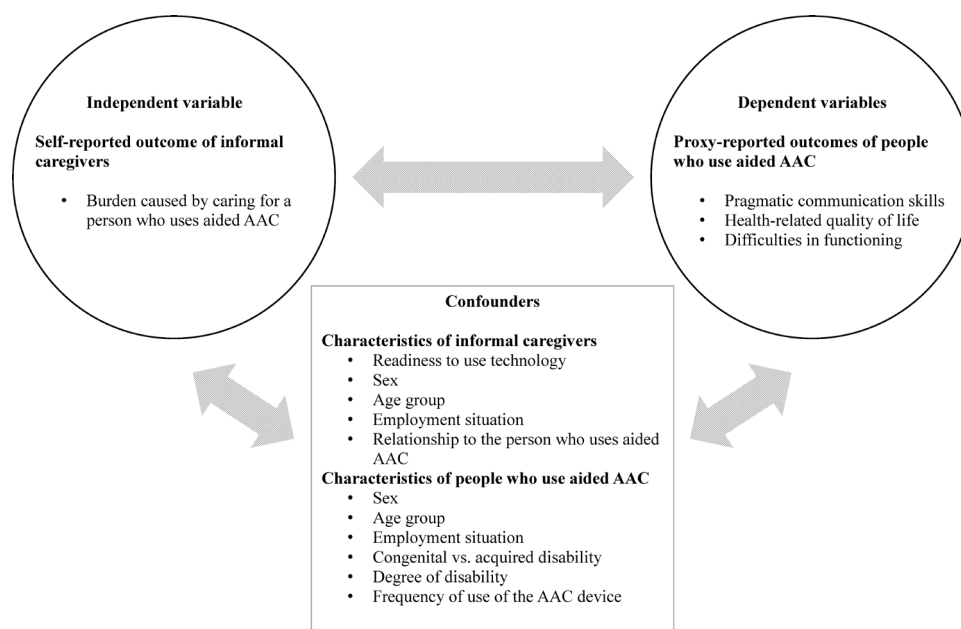 Independent variable
Self-reported outcome of informal
caregivers
• Burden caused by caring for a
person who uses aided AAC
Dependent variables
Proxy-reported outcomes of people
who use aided AAC
• Pragmatic communication skills
• Health-related quality of life
• Difficulties in functioning
Confounders
Characteristics of informal caregivers
• Readiness to use technology
• Sex
• Age group
• Employment situation
• Relationship to the person who uses aided
AAC
Characteristics of people who use aided AAC
• Sex
• Age group
• Employment situation
• Congenital vs. acquired disability
• Degree of disability
• Frequency of use of the AAC device